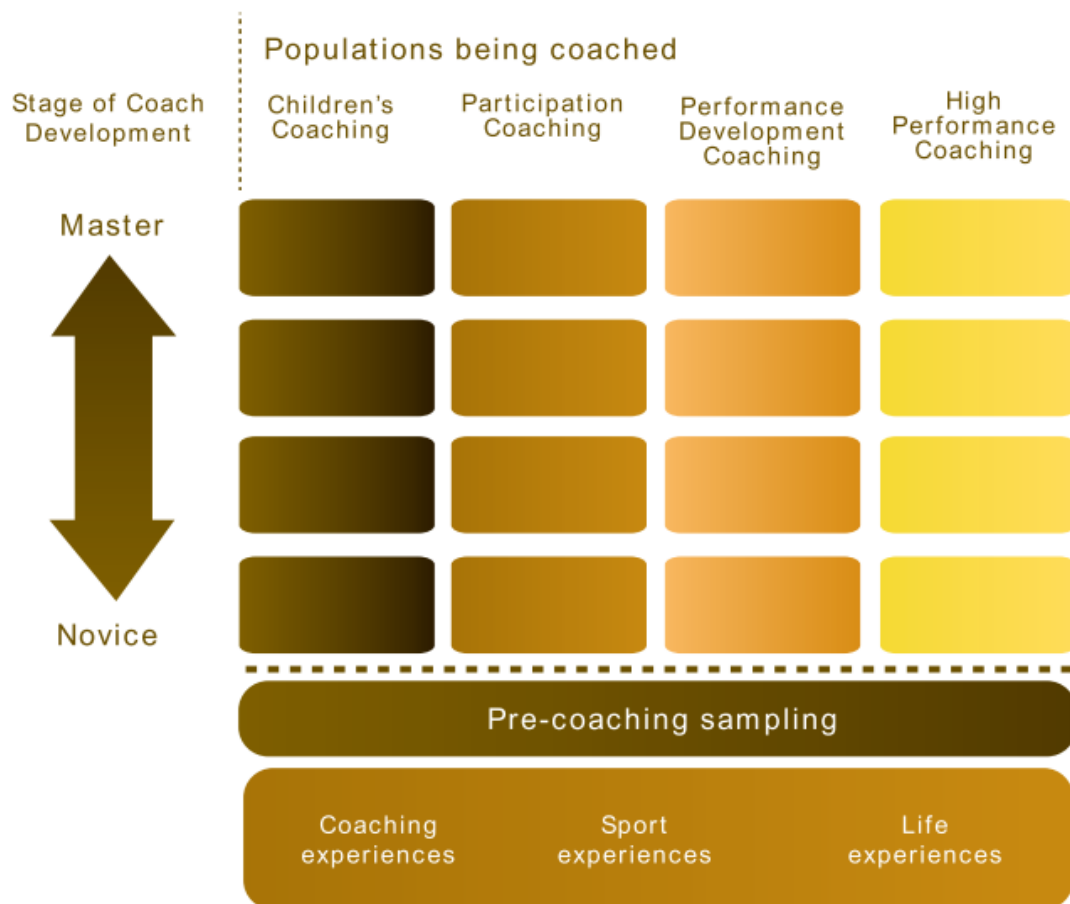 Populations being coached
Stage of Coach
Development
Children's
Coaching
Participation
Coaching
Performance
Development
Coaching
High
Performance
Coaching
Master
Novice
Pre-coaching sampling
Coaching
experiences
Sport
experiences
Life
experiences